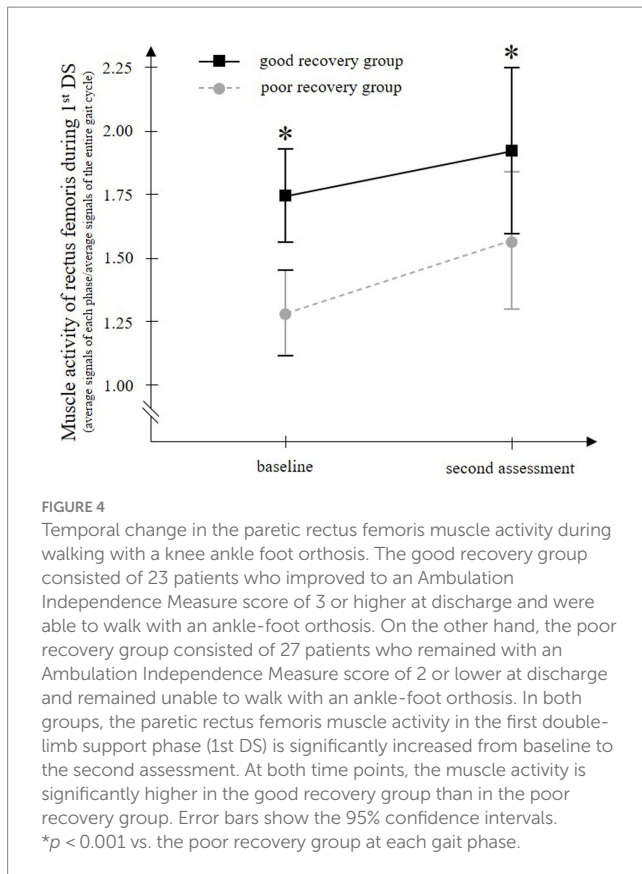 Muscle activity of rectus femoris during 1st DS
(average signals of each phase/average signals of the entire gait cycle)
2.25
2.00
1.75
1.50
1.25
1.00
good recovery group
poor recovery group
*
*
baseline
second assessment
FIGURE 4
Temporal change in the paretic rectus femoris muscle activity during
walking with a knee ankle foot orthosis. The good recovery group
consisted of 23 patients who improved to an Ambulation
Independence Measure score of 3 or higher at discharge and were
able to walk with an ankle-foot orthosis. On the other hand, the poor
recovery group consisted of 27 patients who remained with an
Ambulation Independence Measure score of 2 or lower at discharge
and remained unable to walk with an ankle-foot orthosis. In both
groups, the paretic rectus femoris muscle activity in the first double-
limb support phase (1st DS) is significantly increased from baseline to
the second assessment. At both time points, the muscle activity is
significantly higher in the good recovery group than in the poor
recovery group. Error bars show the 95% confidence intervals.
*p < 0.001 vs. the poor recovery group at each gait phase.